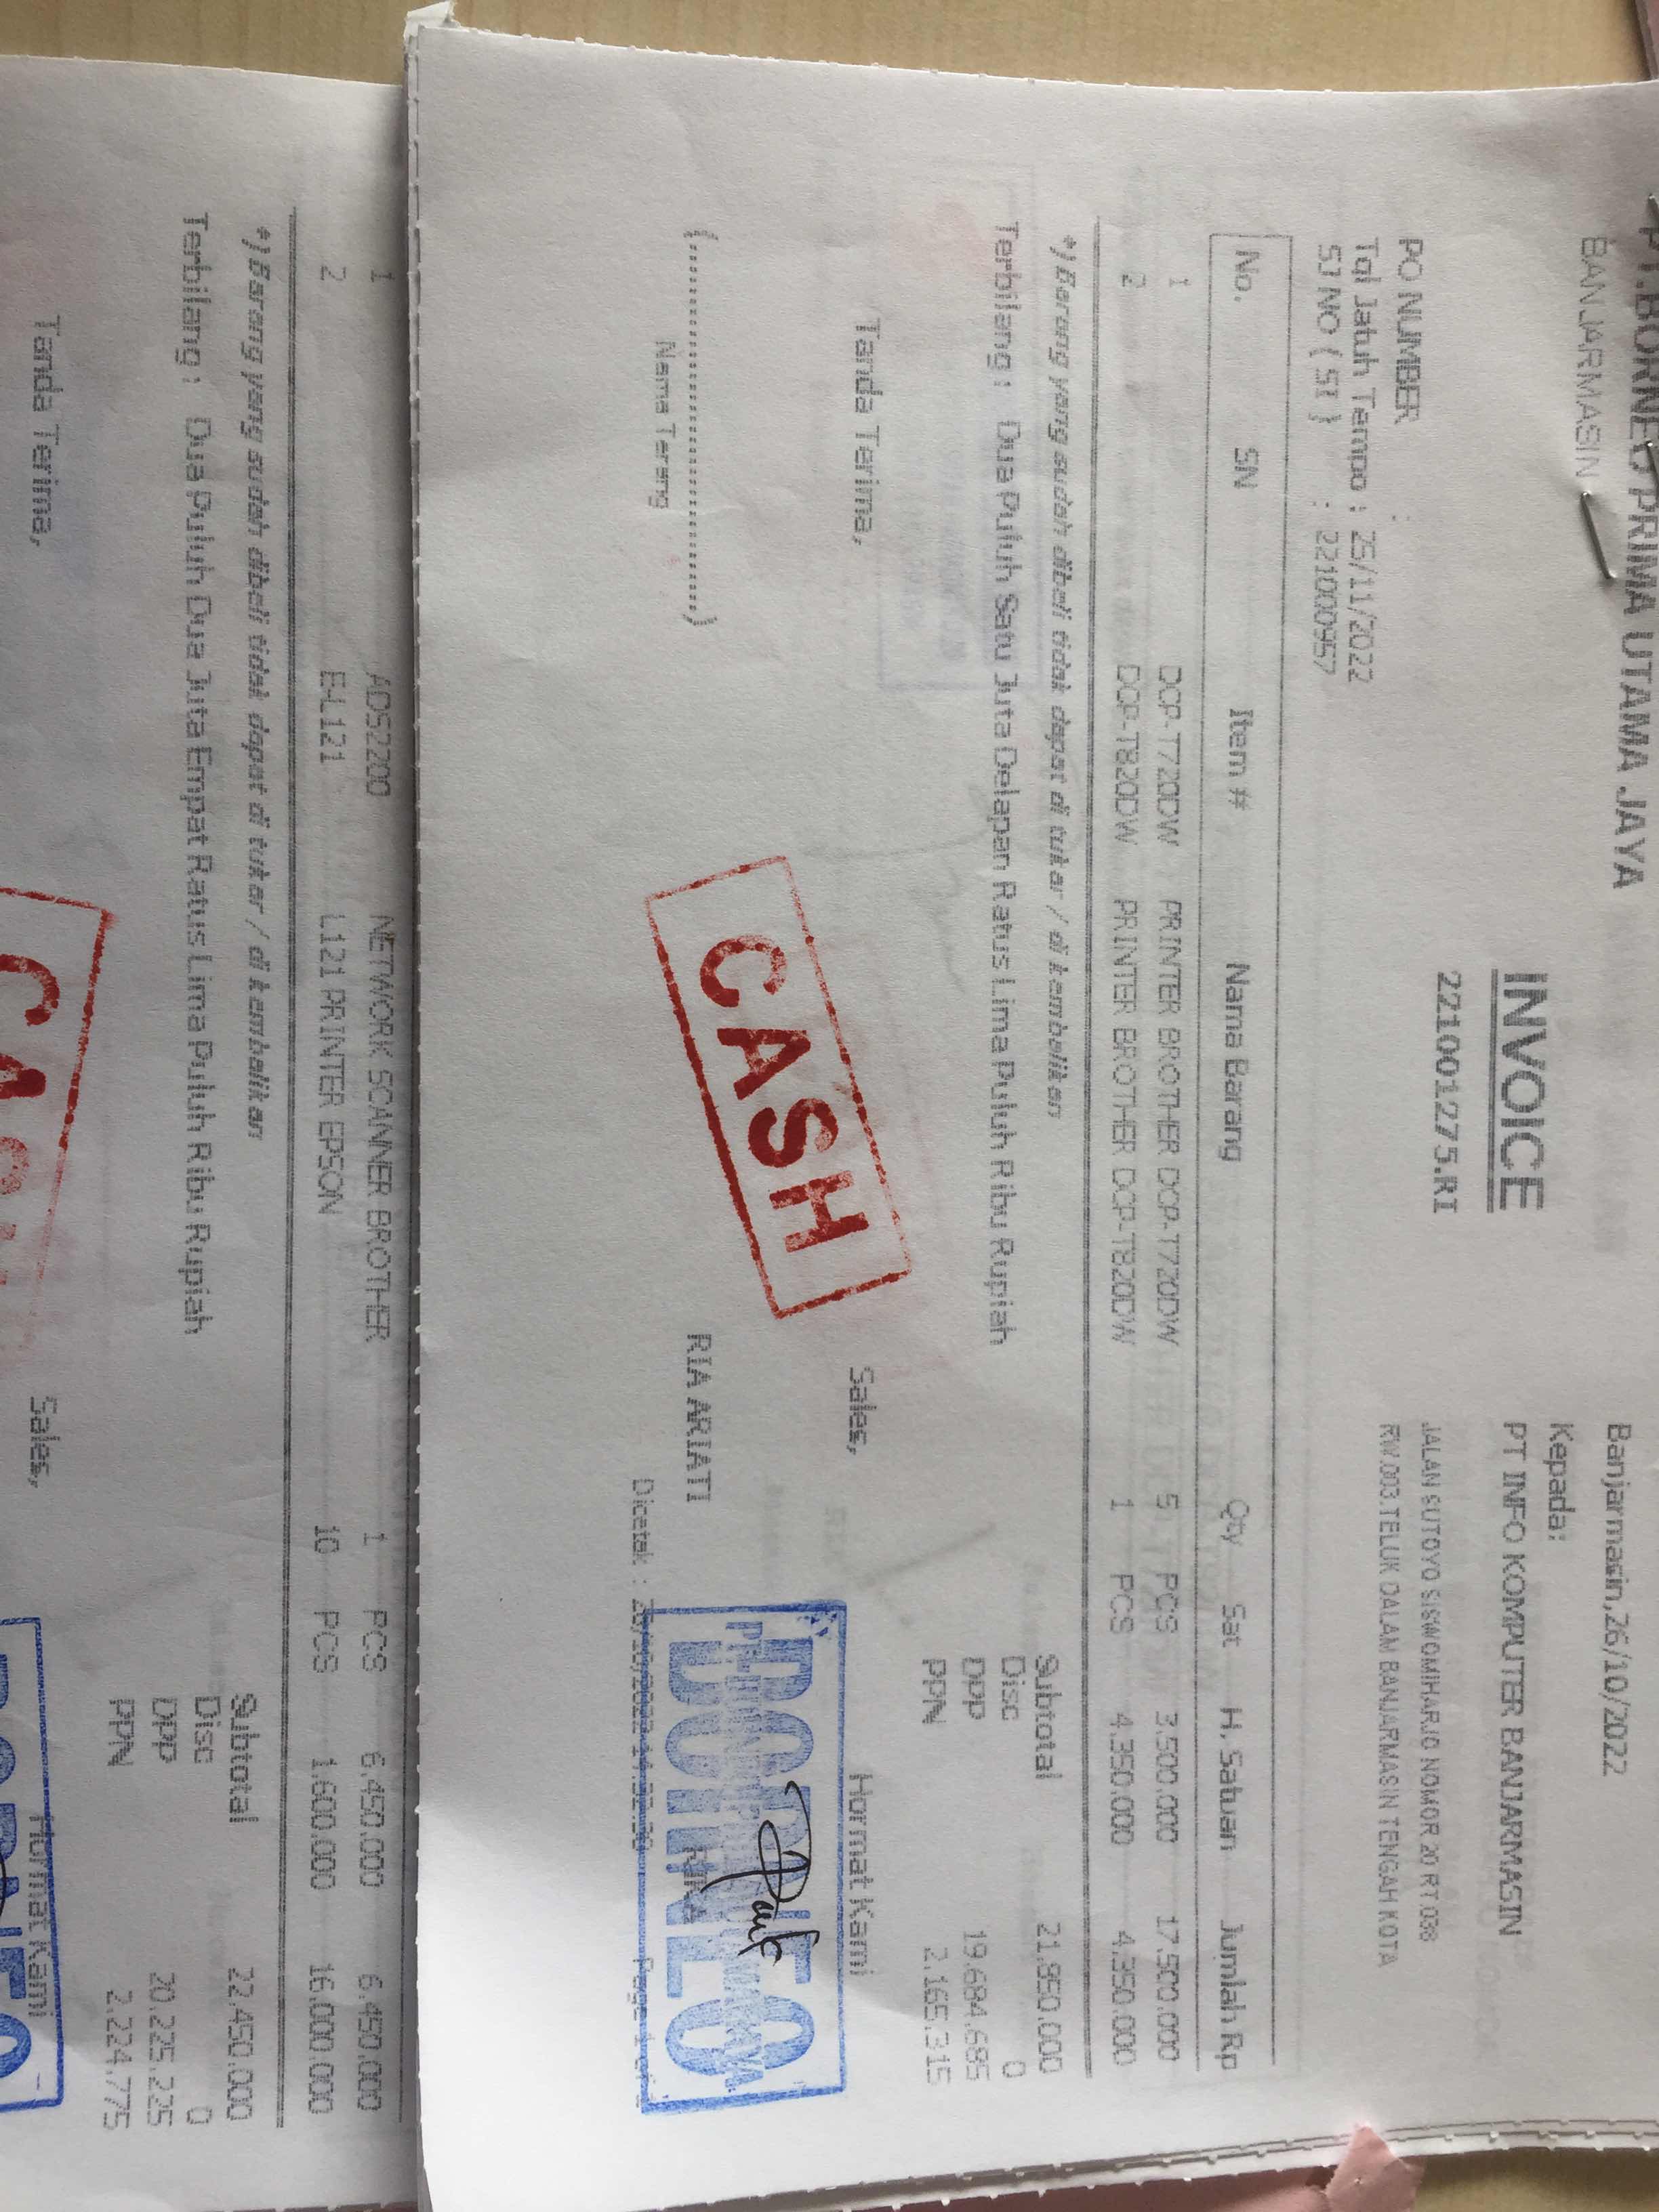 PT.BORNEO PRIMA UTAMA JAYA
BANJARMASIN
INVOICE
221001275.RI
Banjarmasin,26/10/2022
Kepada:
PT INFO KOMPUTER BANJARMASIN
JALAN SUTOYO SISWOMIHARJO NOMOR 20 RT.038
RW.003.TELUK DALAM BANJARMASIN TENGAH KOTA
PO NUMBER :
Tgl Jatuh Tempo : 25/11/2022
SJ NO ( SI ) : 221000957
No. SN Item # Nama Barang Qty Sat H. Satuan Jumlah Rp
1 DCP-T720DW PRINTER BROTHER DCP-T720DW 5 PCS 3.500.000 17.500.000
2 DCP-T820DW PRINTER BROTHER DCP-T820DW 1 PCS 4.350.000 4.350.000
*) Barang yang sudah dibeli tidak dapat di tukar / di kembalikan
Subtotal 21.850.000
Terbilang : Dua Puluh Satu Juta Delapan Ratus Lima Puluh Ribu Rupiah
Disc 0
DPP 19.684.685
PPN 2.165.315
Tanda Terima, Sales, Hormat Kami
CASH
BORNEO
(..............................) RIA ARIATI RIKA
Nama Terang
Dicetak :
1 ADS2200 NETWORK SCANNER BROTHER 1 PCS 6.450.000 6.450.000
2 E-L121 L121 PRINTER EPSON 10 PCS 1.600.000 16.000.000
*) Barang yang sudah dibeli tidak dapat di tukar / di kembalikan
Subtotal 22.450.000
Terbilang : Dua Puluh Dua Juta Empat Ratus Lima Puluh Ribu Rupiah
Disc 0
DPP 20.225.225
PPN 2.224.775
Tanda Terima, Sales, Hormat Kami